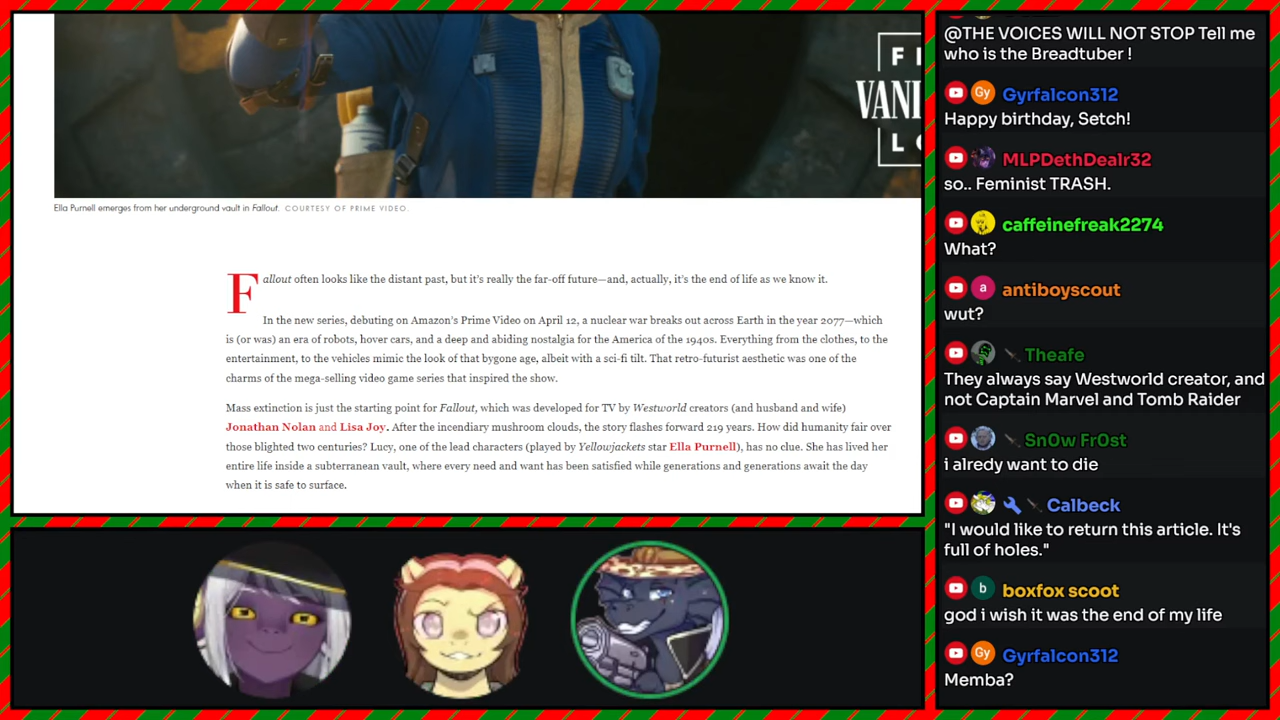 F
VANI
L
Ella Purnell emerges from her underground vault in Fallout. COURTESY OF PRIME VIDEO.
Fallout often looks like the distant past, but it's really the far-off future—and, actually, it's the end of life as we know it.
In the new series, debuting on Amazon's Prime Video on April 12, a nuclear war breaks out across Earth in the year 2077—which
is (or was) an era of robots, hover cars, and a deep and abiding nostalgia for the America of the 1940s. Everything from the clothes, to the
entertainment, to the vehicles mimic the look of that bygone age, albeit with a sci-fi tilt. That retro-futurist aesthetic was one of the
charms of the mega-selling video game series that inspired the show.
Mass extinction is just the starting point for Fallout, which was developed for TV by Westworld creators (and husband and wife)
Jonathan Nolan and Lisa Joy. After the incendiary mushroom clouds, the story flashes forward 219 years. How did humanity fare over
those blighted two centuries? Lucy, one of the lead characters (played by Yellowjackets star Ella Purnell), has no clue. She has lived her
entire life inside a subterranean vault, where every need and want has been satisfied while generations and generations await the day
when it is safe to surface.
@THE VOICES WILL NOT STOP Tell me
who is the Breadtuber !
Gy Gyrfalcon312
Happy birthday, Setch!
MLPDethDealr32
so.. Feminist TRASH.
caffeinefreak2274
What?
a antiboyscout
wut?
Theafe
They always say Westworld creator, and
not Captain Marvel and Tomb Raider
Sn0w Fr0st
i alredy want to die
Calbeck
"I would like to return this article. It's
full of holes."
b boxfox scoot
god i wish it was the end of my life
Gy Gyrfalcon312
Memba?